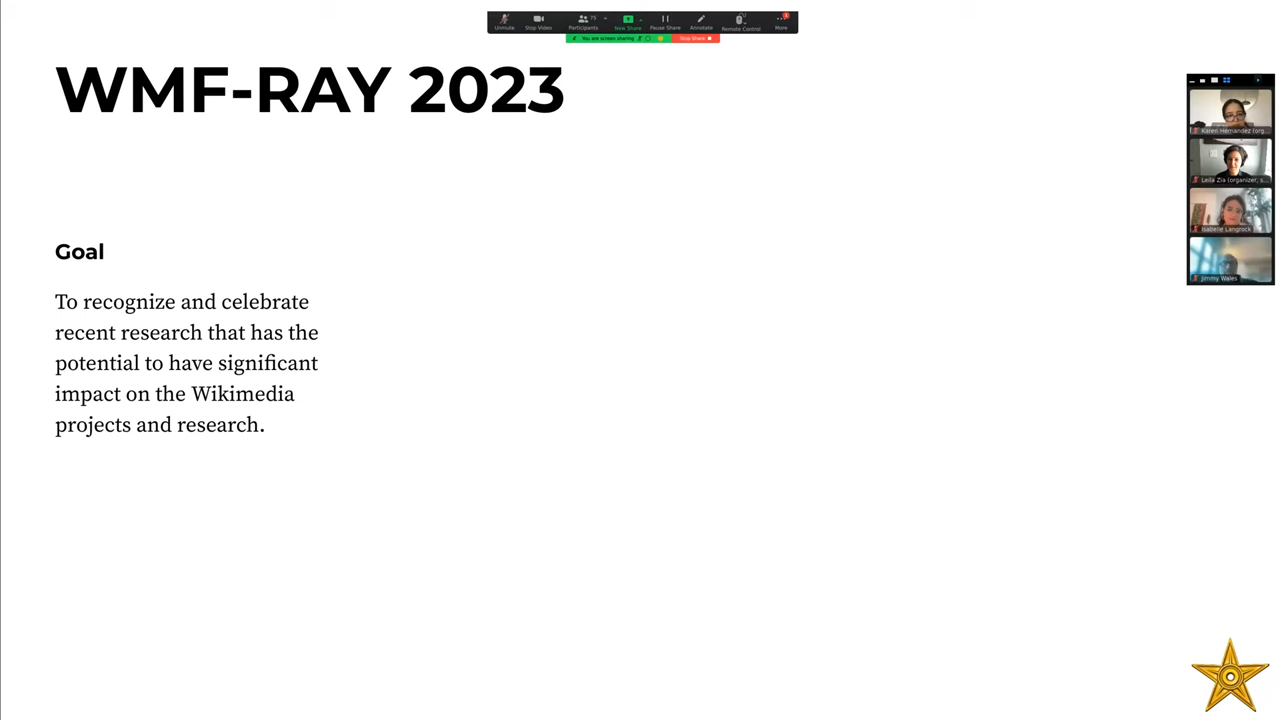 Unmute
Stop Video
Participants
75
New Share
Pause Share
Annotate
Remote Control
More
You are screen sharing
Stop Share
WMF-RAY 2023
Karen Hernandez (org...
Leila Zia (organizer, s...
Isabelle Langrock
Jimmy Wales
Goal
To recognize and celebrate
recent research that has the
potential to have significant
impact on the Wikimedia
projects and research.